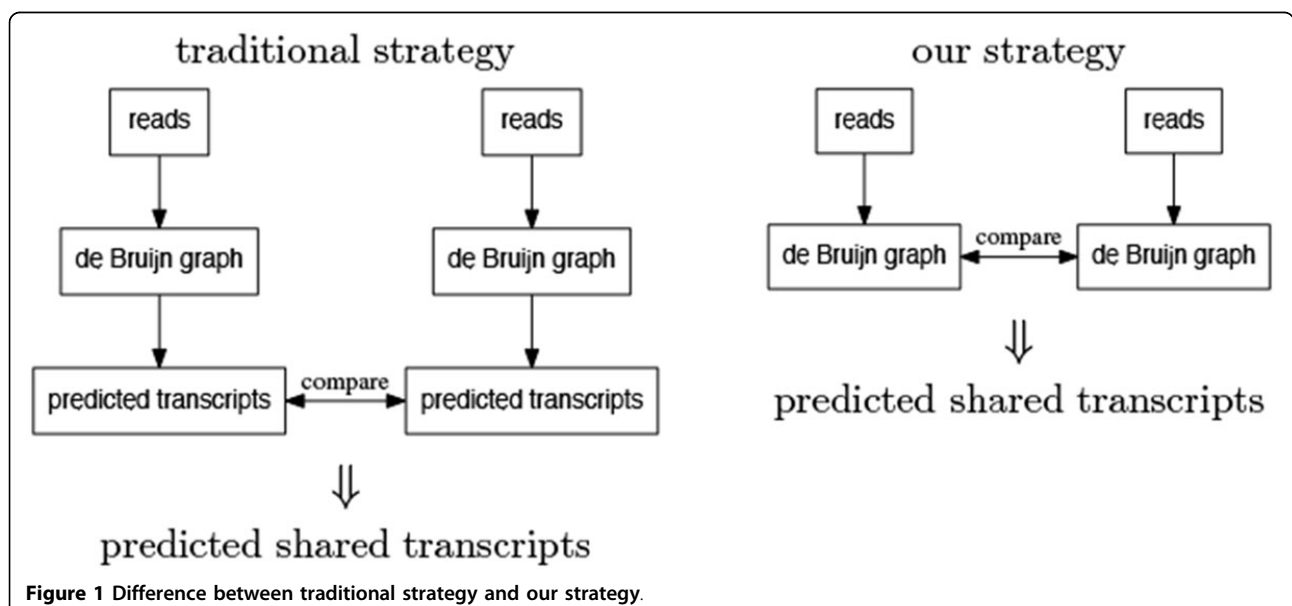 traditional strategy
reads
reads
de Bruijn graph
de Bruijn graph
predicted transcripts
compare
predicted transcripts
⇓
predicted shared transcripts
our strategy
reads
reads
de Bruijn graph
compare
de Bruijn graph
⇓
predicted shared transcripts
Figure 1 Difference between traditional strategy and our strategy.